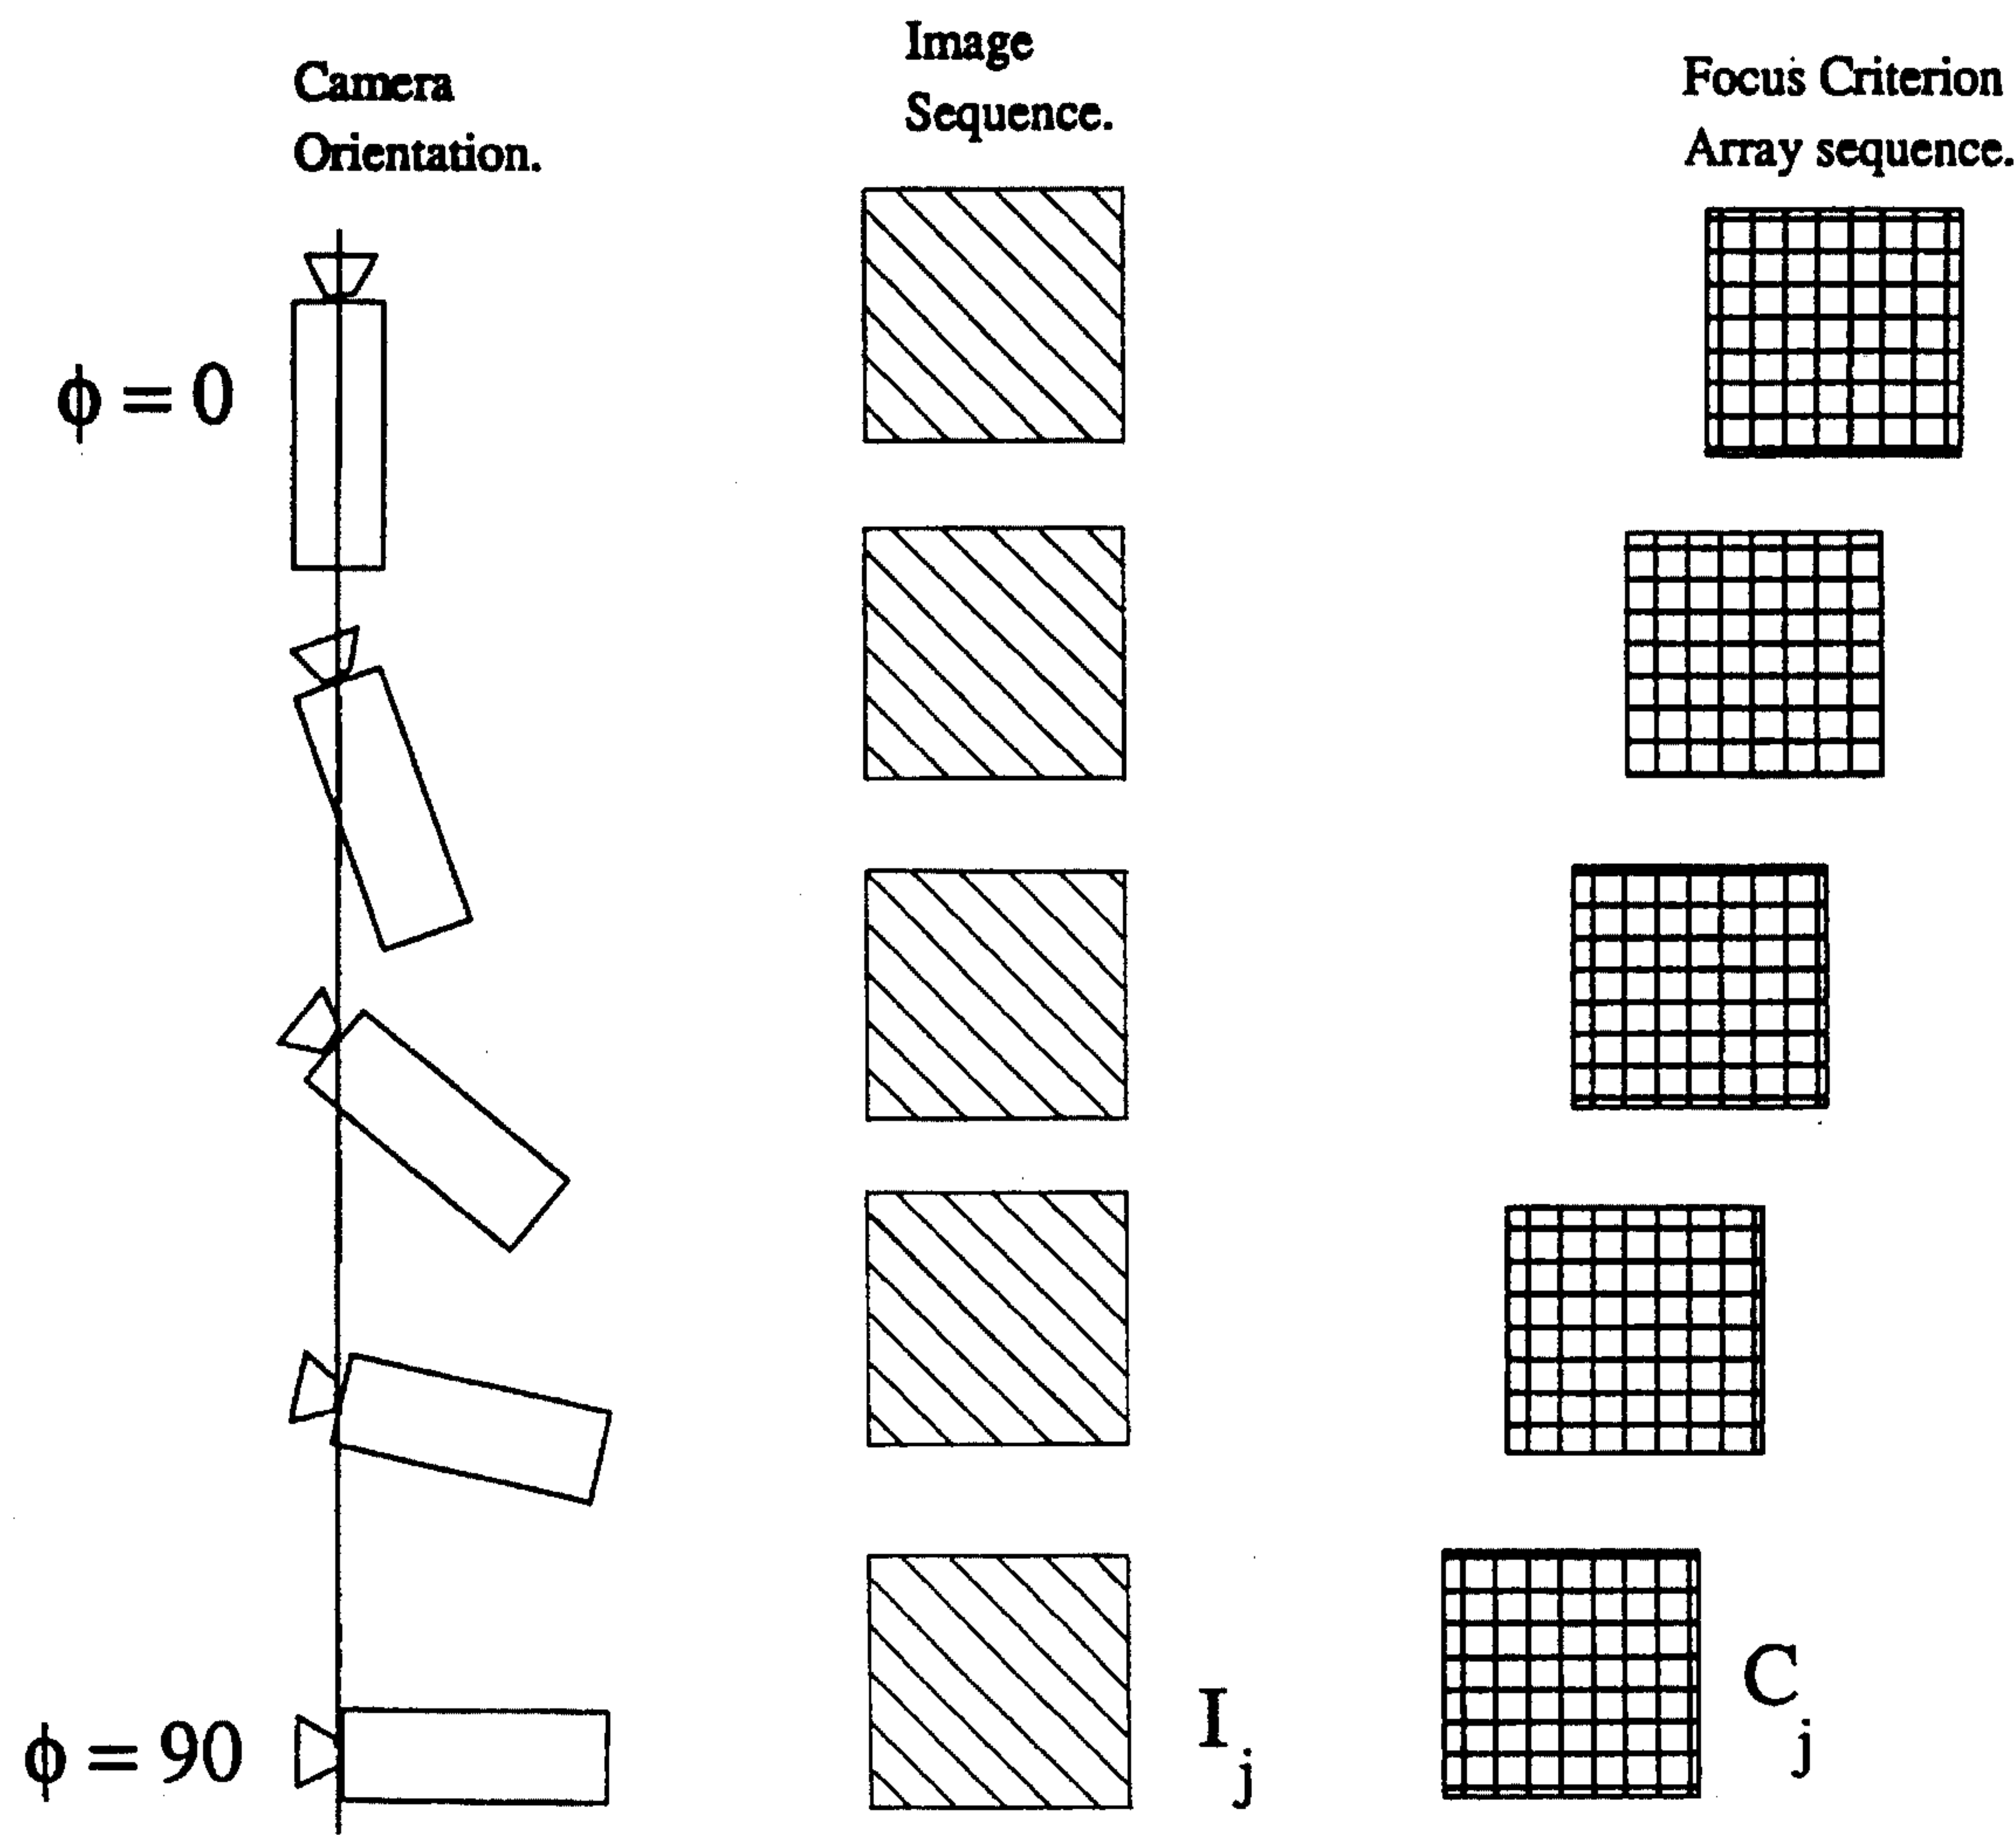 Camera
Orientation.
Image
Sequence.
Focus Criterion
Array sequence.
ϕ = 0
ϕ = 90
I j
C j